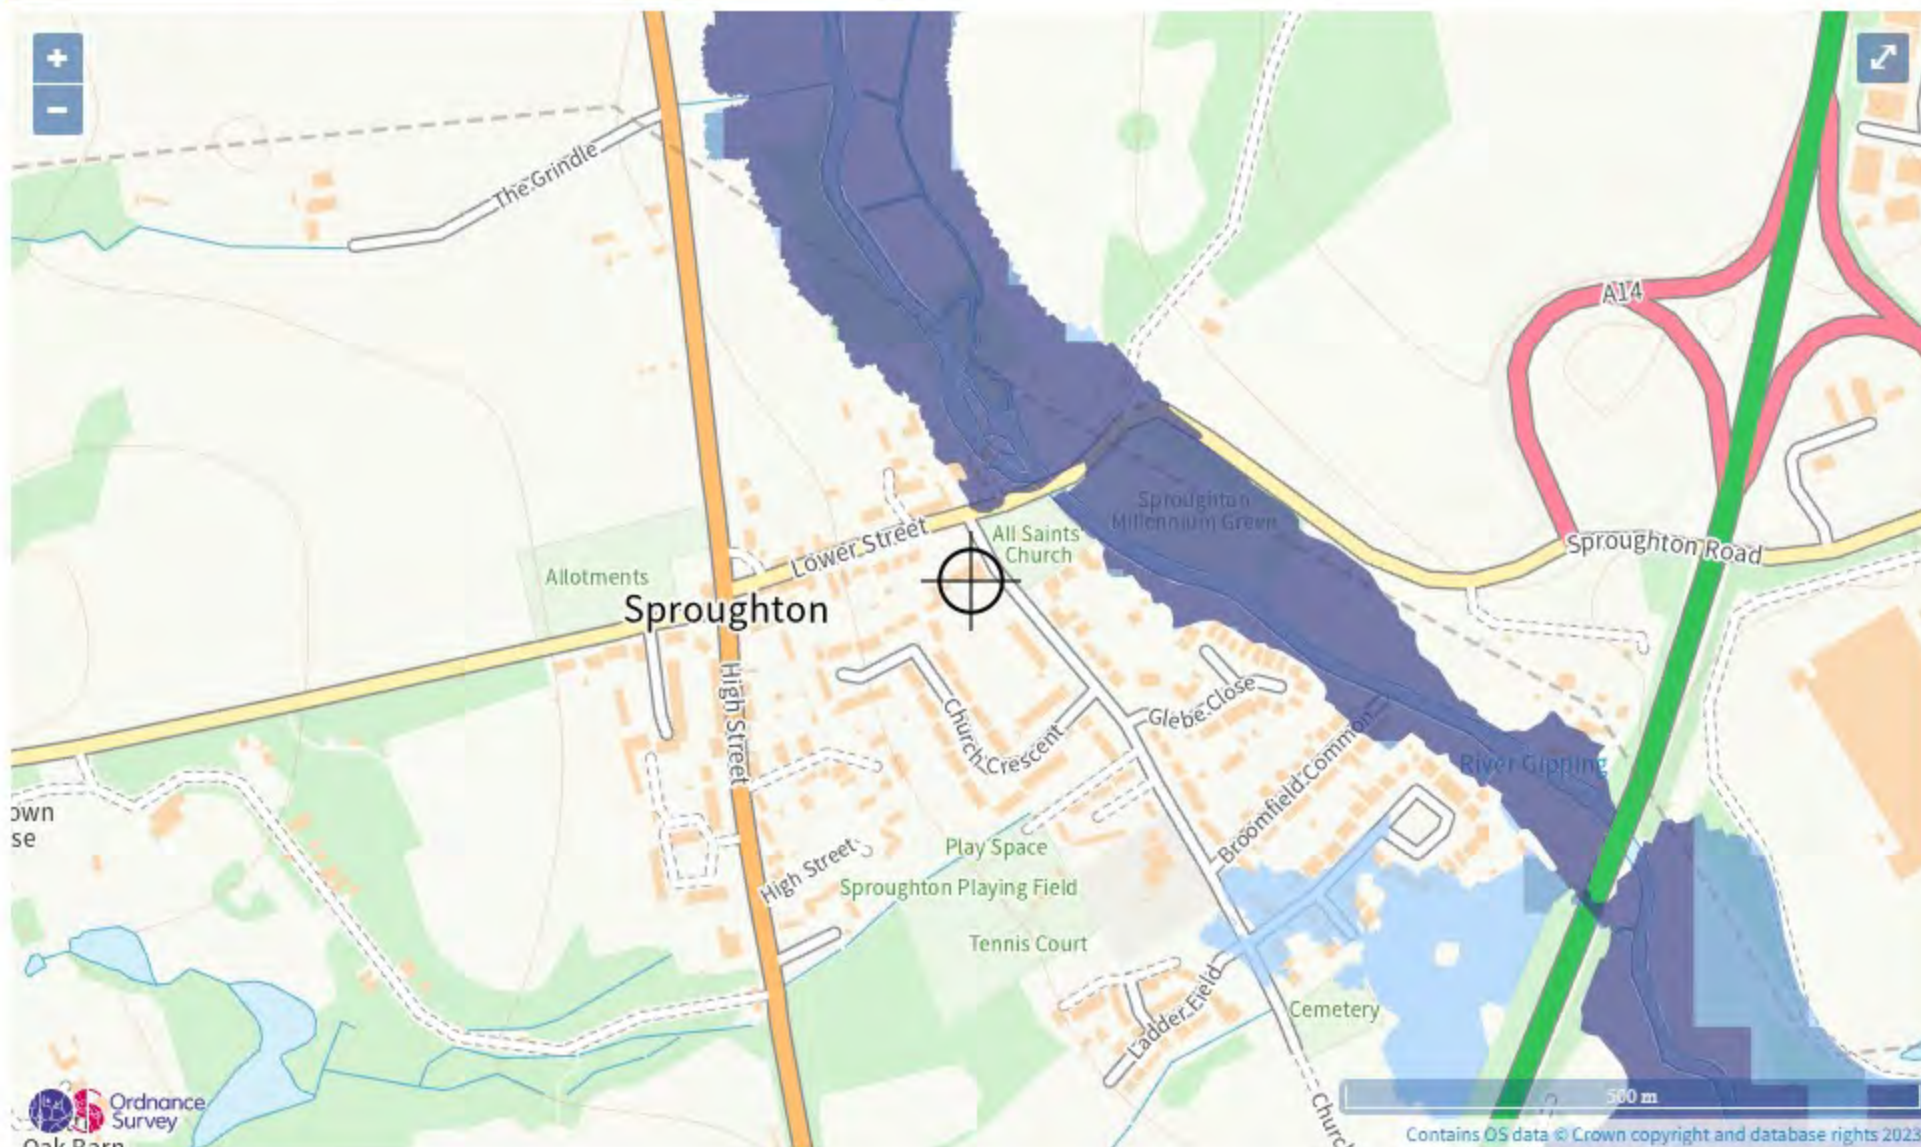 +
−
The Grindle
A14
Sproughton
Millennium Green
Lower Street
All Saints'
Church
Sproughton Road
Allotments
Sproughton
High Street
Glebe Close
Church Crescent
Broomfield Common
River Gipping
own
se
Play Space
High Street
Sproughton Playing Field
Tennis Court
Ladder Field
Cemetery
Ordnance
Survey
500 m
Church
Oak Barn
Contains OS data © Crown copyright and database rights 2023